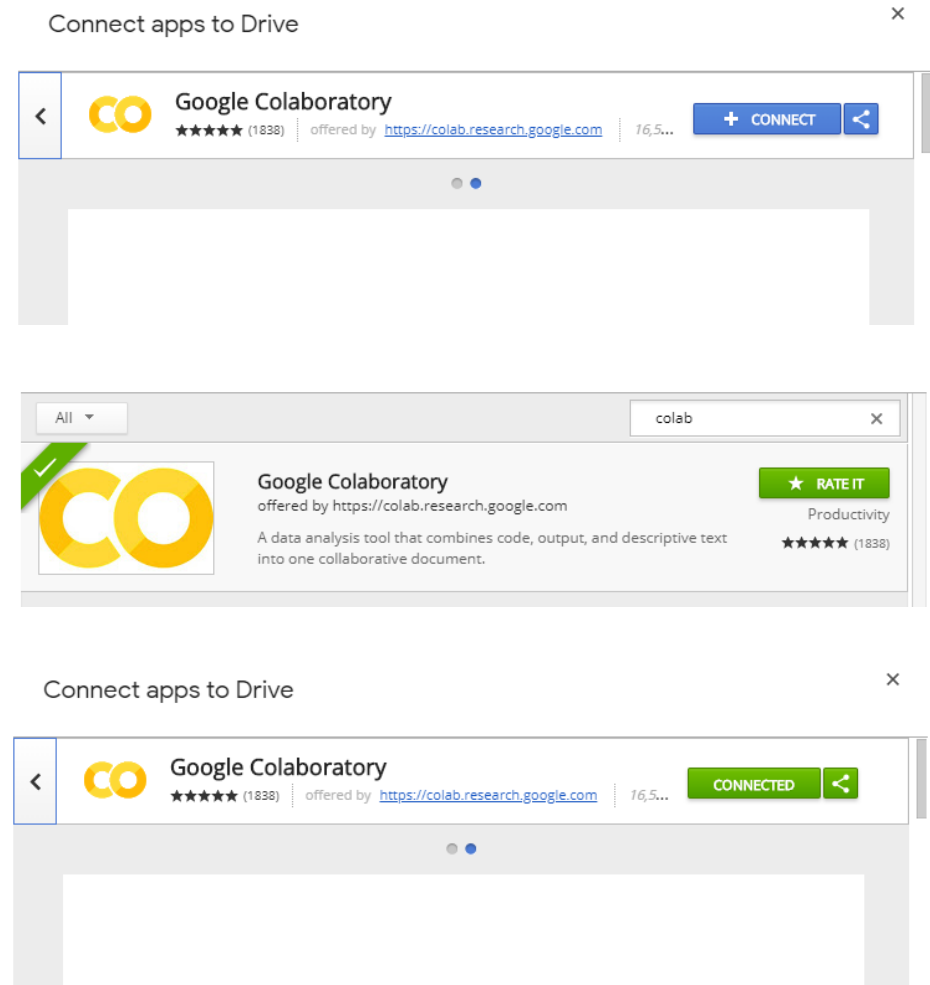 Connect apps to Drive
Google Colaboratory
★★★★★ (1838) offered by https://colab.research.google.com 16,5...
+ CONNECT
All
colab
Google Colaboratory
offered by https://colab.research.google.com
A data analysis tool that combines code, output, and descriptive text
into one collaborative document.
★ RATE IT
Productivity
★★★★★ (1838)
Connect apps to Drive
Google Colaboratory
★★★★★ (1838) offered by https://colab.research.google.com 16,5...
CONNECTED